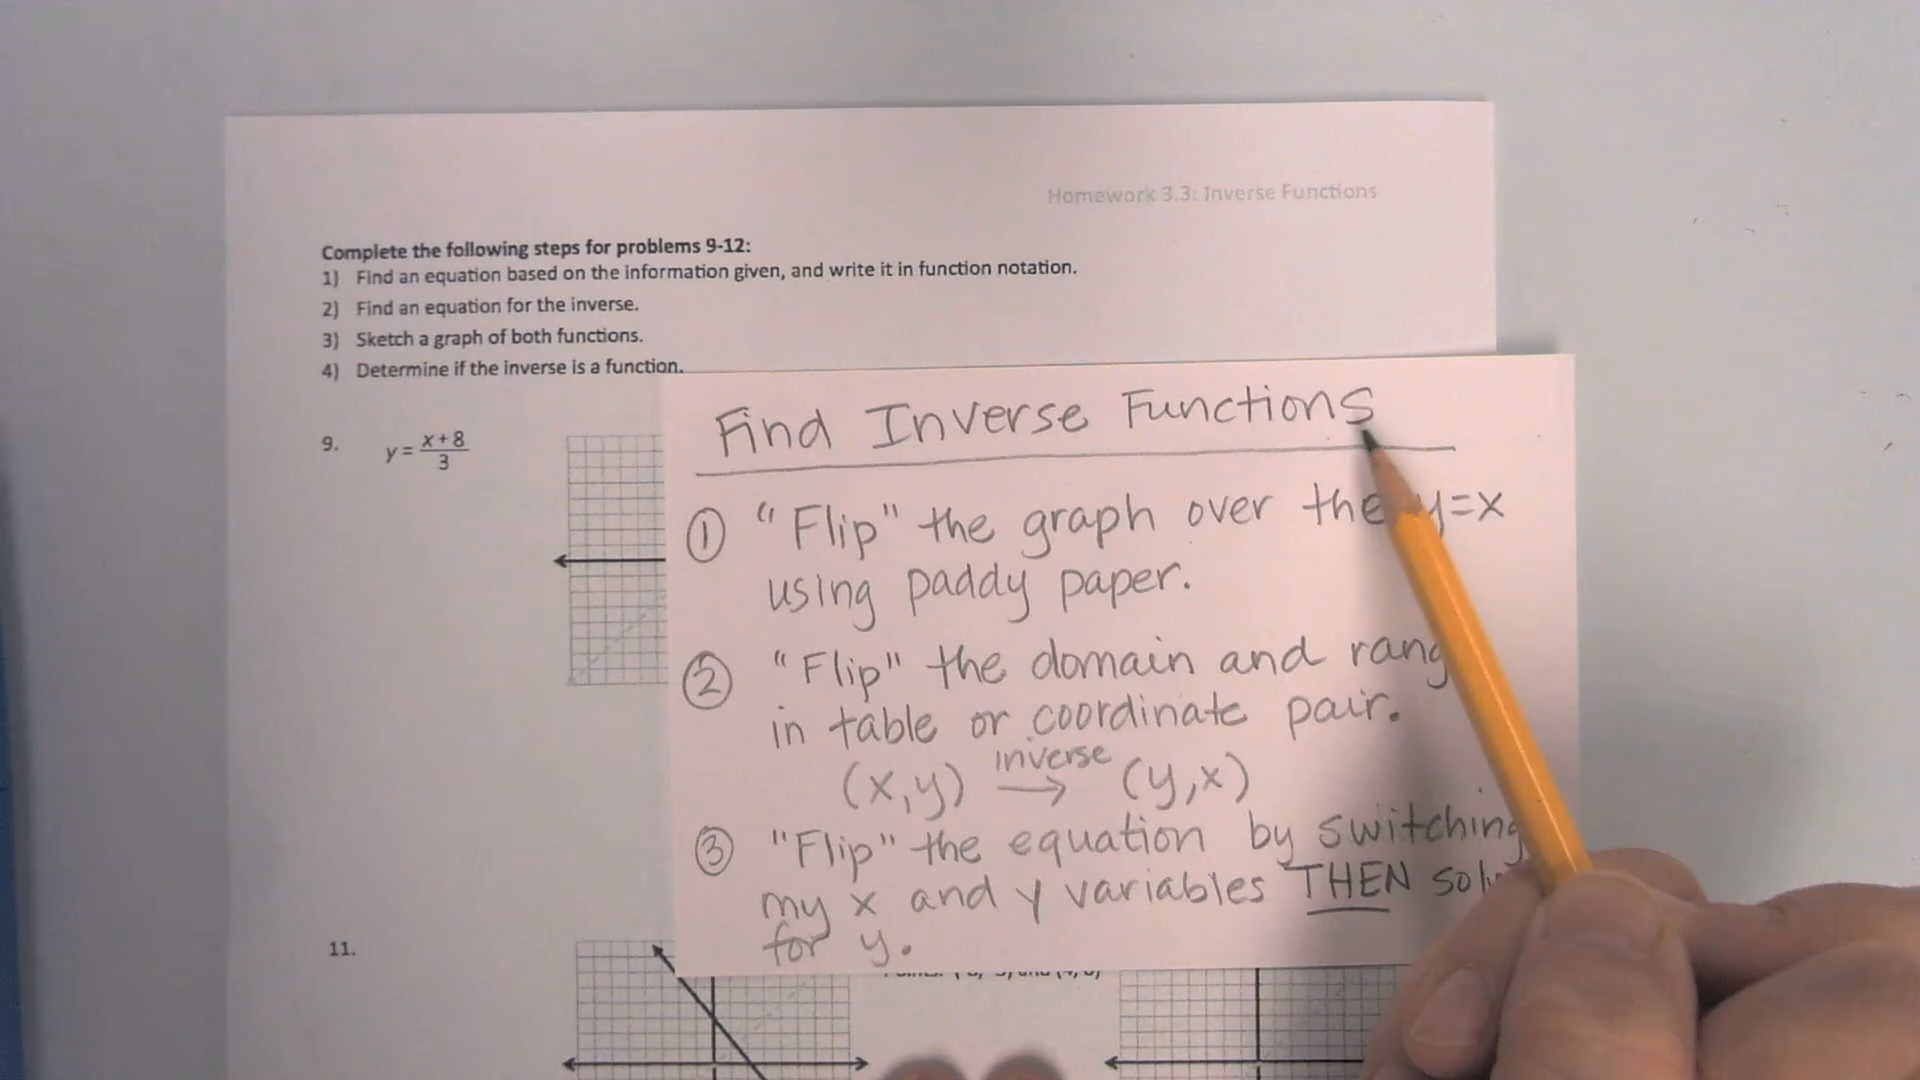 Homework 3.3: Inverse Functions
Complete the following steps for problems 9-12:
1) Find an equation based on the information given, and write it in function notation.
2) Find an equation for the inverse.
3) Sketch a graph of both functions.
4) Determine if the inverse is a function.
9. y = x+8
3
Find Inverse Functions
① "Flip" the graph over the y=x
using paddy paper.
② "Flip" the domain and
in table or coordinate pair.
inverse
(x,y) → (y,x)
③ "Flip" the equation by switching
my x and y variables THEN
for y.
11.